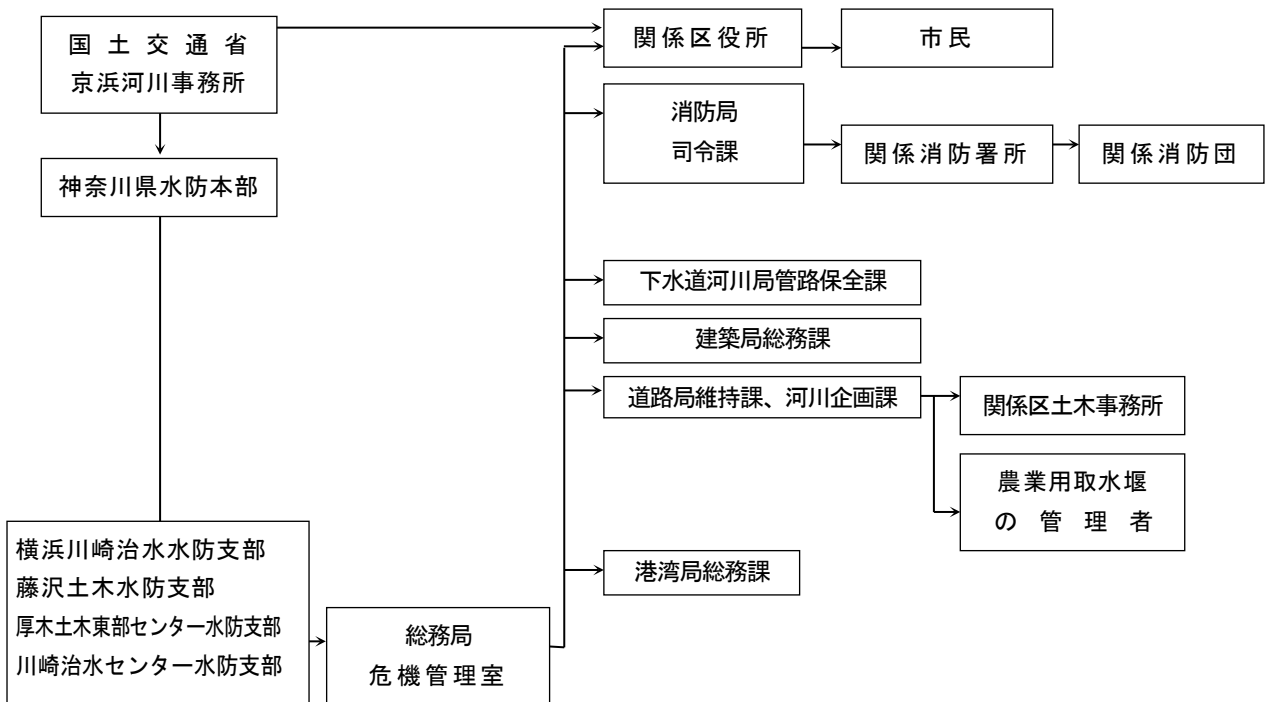 国土交通省
京浜河川事務所
神奈川県水防本部
横浜川崎治水水防支部
藤沢土木水防支部
厚木土木東部センター水防支部
川崎治水センター水防支部
総務局
危機管理室
関係区役所
市民
消防局
司令課
関係消防署所
関係消防団
下水道河川局管路保全課
建築局総務課
道路局維持課、河川企画課
関係区土木事務所
農業用取水堰
の管理者
港湾局総務課